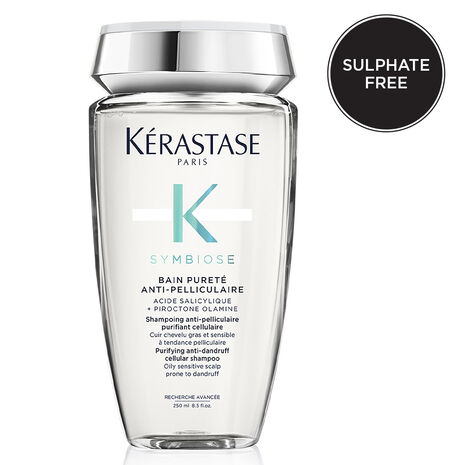 SULPHATE
FREE
KÉRASTASE
PARIS
K
SYMBIOSE
BAIN PURETÉ
ANTI-PELLICULAIRE
ACIDE SALICYLIQUE
+ PIROCTONE OLAMINE
Shampoing anti-pelliculaire
purifiant cellulaire
Cuir chevelu gras et sensible
à tendance pelliculaire
Purifying anti-dandruff
cellular shampoo
Oily sensitive scalp
prone to dandruff
RECHERCHE AVANCÉE
250 ml 8.5 fl.oz.